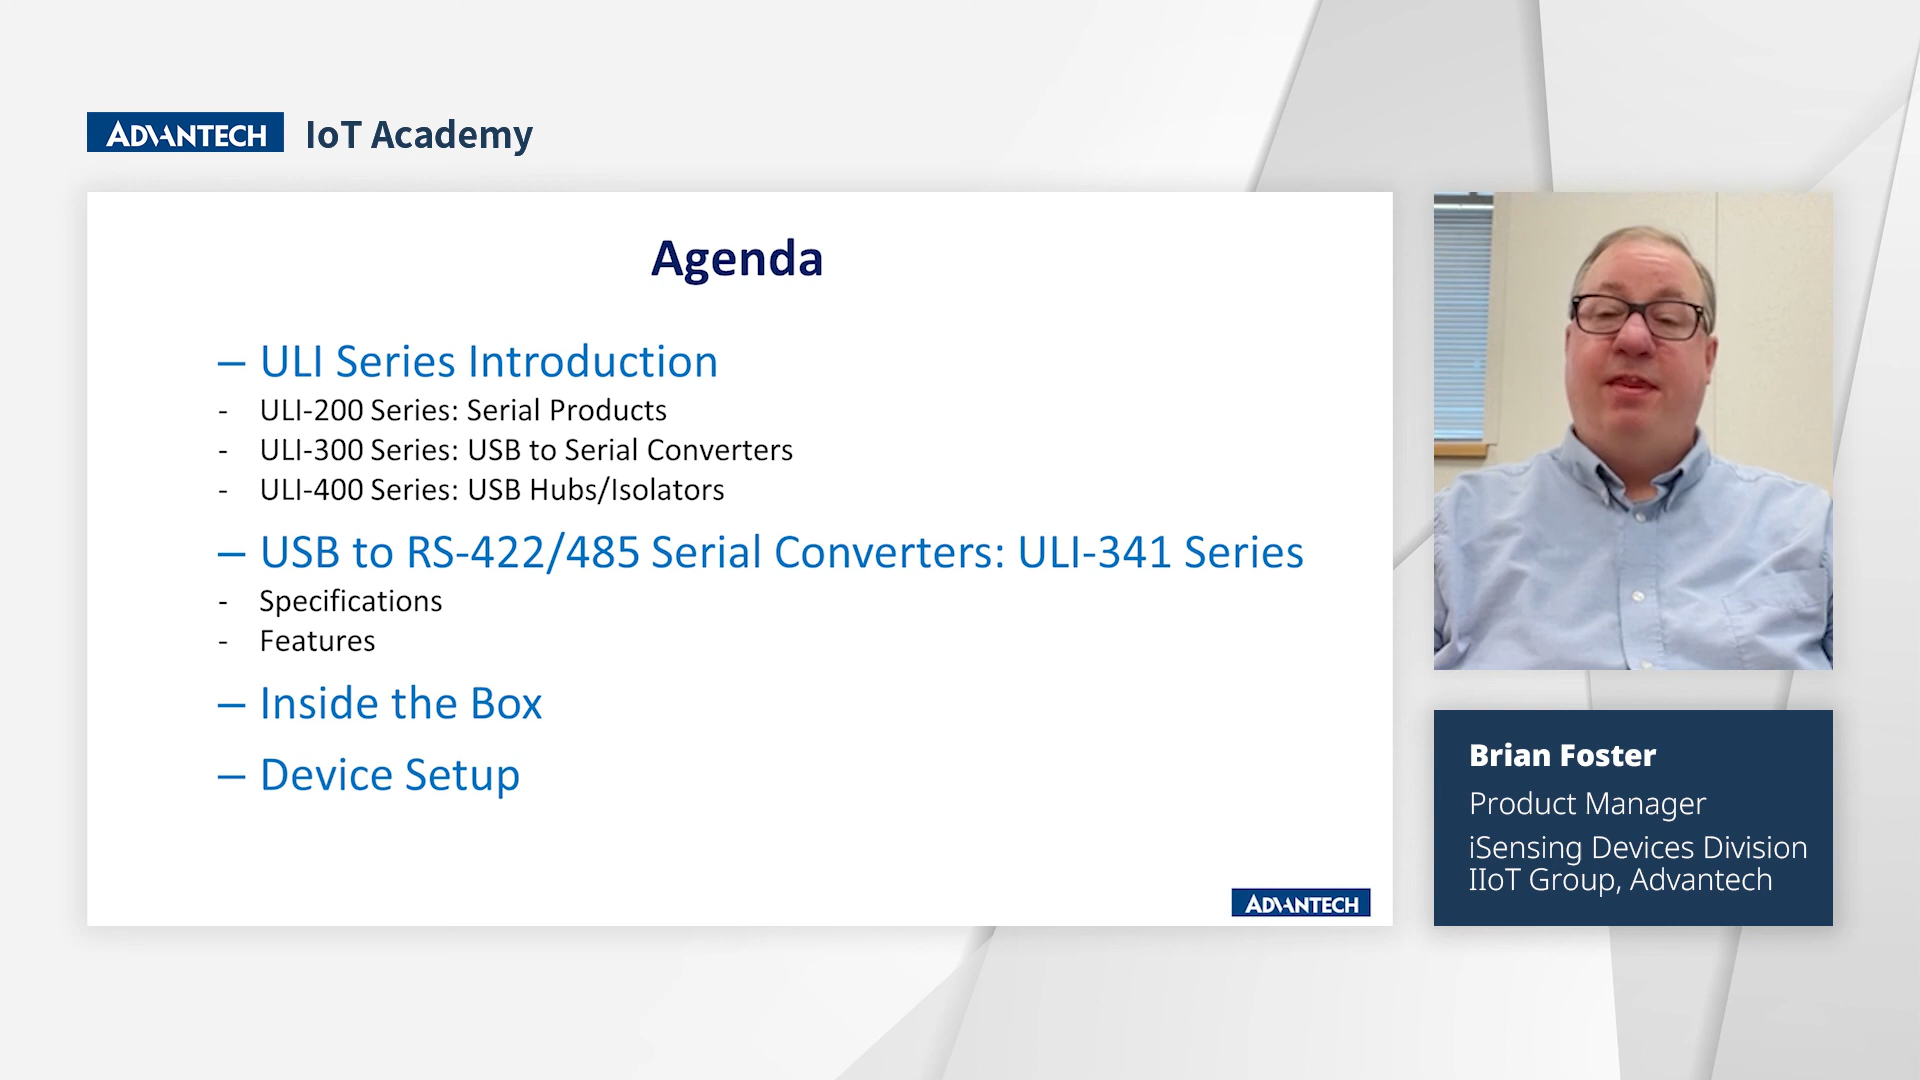 ADVANTECH IoT Academy
Agenda
– ULI Series Introduction
- ULI-200 Series: Serial Products
- ULI-300 Series: USB to Serial Converters
- ULI-400 Series: USB Hubs/Isolators
– USB to RS-422/485 Serial Converters: ULI-341 Series
- Specifications
- Features
– Inside the Box
– Device Setup
ADVANTECH
Brian Foster
Product Manager
iSensing Devices Division
IIoT Group, Advantech